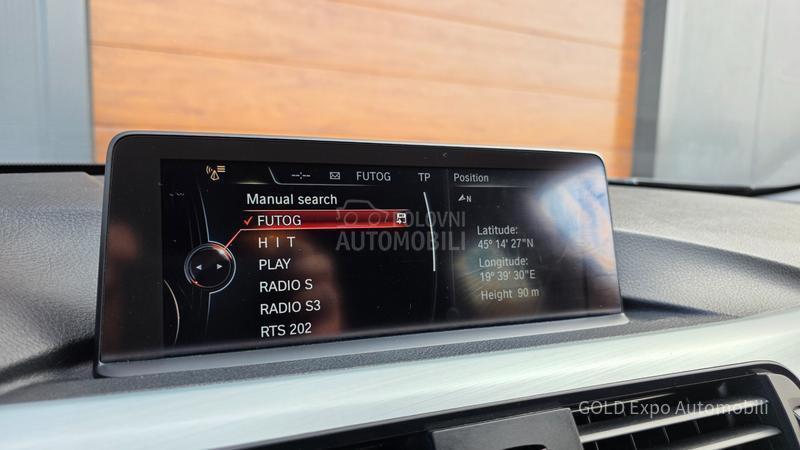 --:-- FUTOG TP
Position
Manual search
FUTOG
H I T
PLAY
RADIO S
RADIO S3
RTS 202
N
Latitude:
45° 14' 27"N
Longitude:
19° 39' 30"E
Height 90 m
POLOVNI
AUTOMOBILI
GOLD Expo Automobili